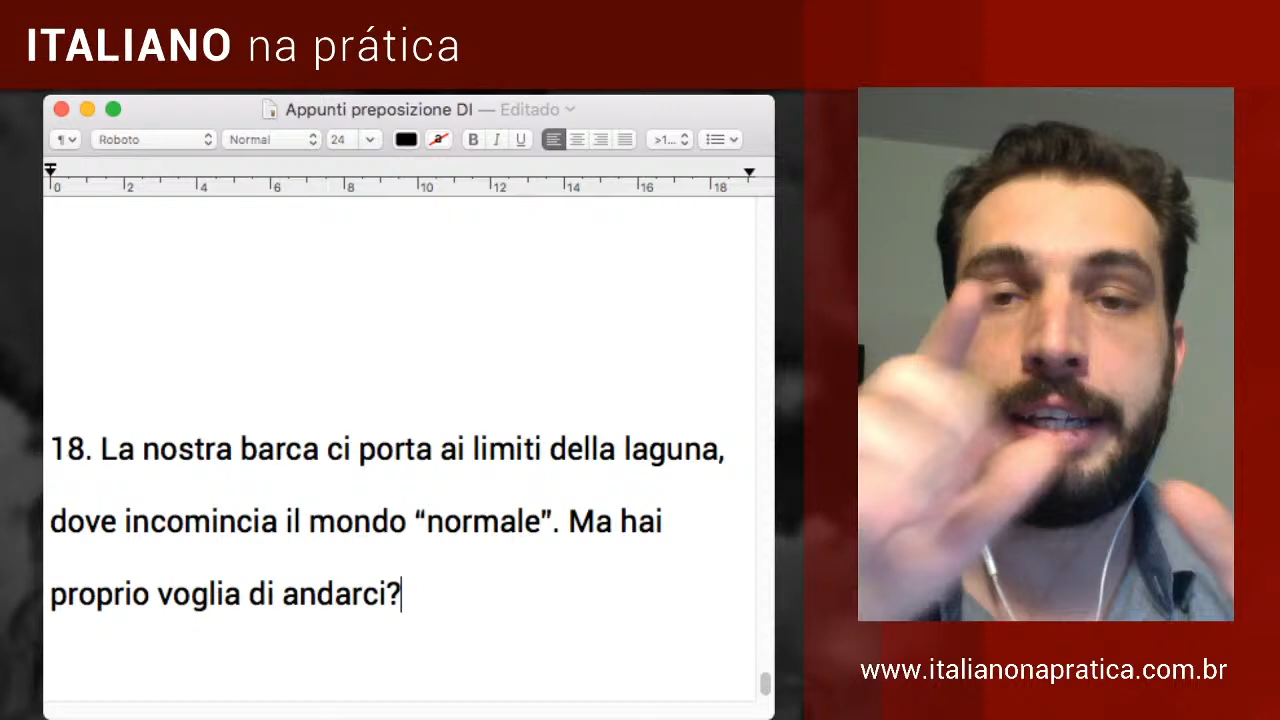 ITALIANO na prática
Appunti preposizione DI — Editado
¶ Roboto Normal 24 a B I U >1...
0 2 4 6 8 10 12 14 16 18
18. La nostra barca ci porta ai limiti della laguna,
dove incomincia il mondo “normale”. Ma hai
proprio voglia di andarci?
www.italianonapratica.com.br